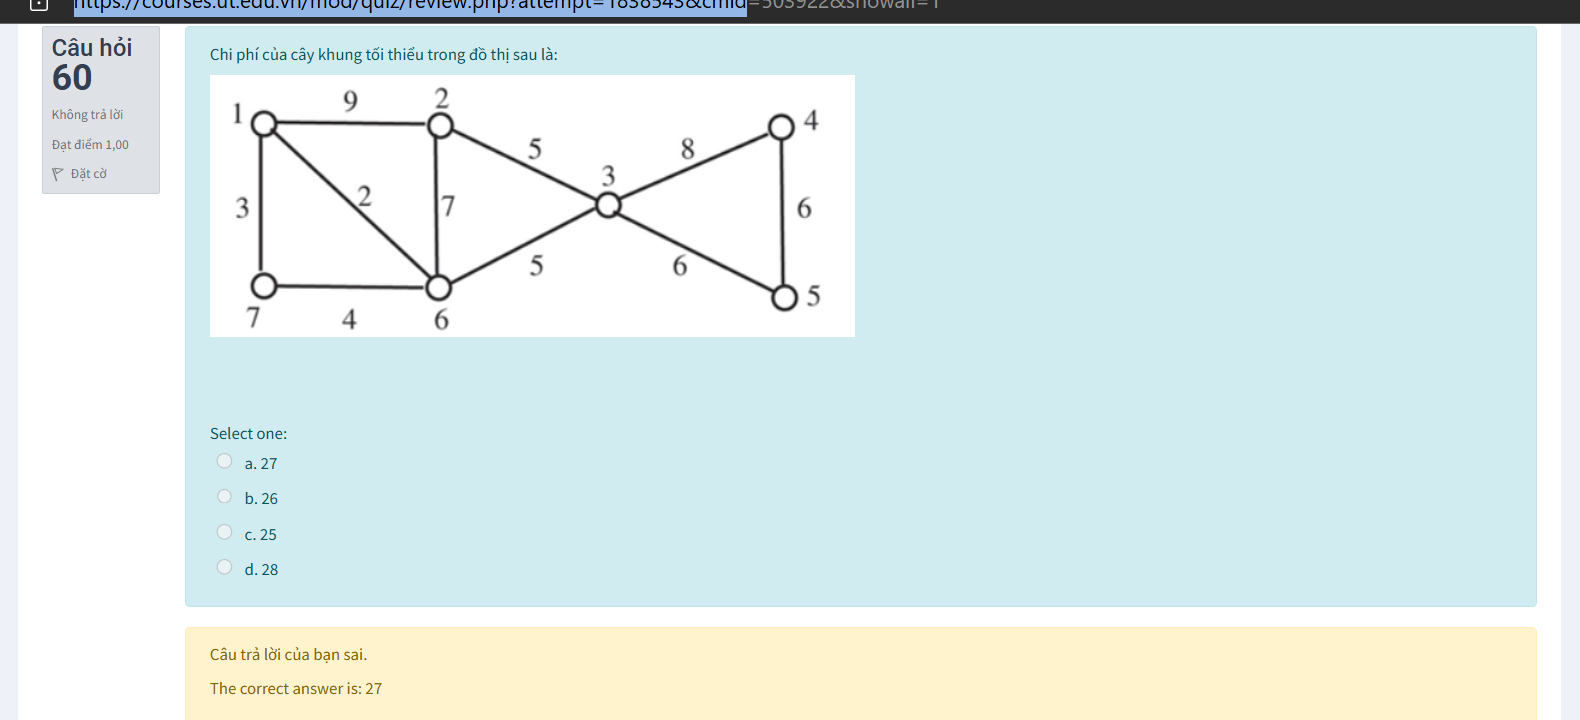 https://courses.ut.edu.vn/mod/quiz/review.php?attempt=1838543&cmid=503922&showall=1
Câu hỏi
60
Không trả lời
Đạt điểm 1,00
Đặt cờ
Chi phí của cây khung tối thiểu trong đồ thị sau là:
1 9 2
5 8 4
3
3 2 7 6
5 6 5
7 4 6
Select one:
a. 27
b. 26
c. 25
d. 28
Câu trả lời của bạn sai.
The correct answer is: 27